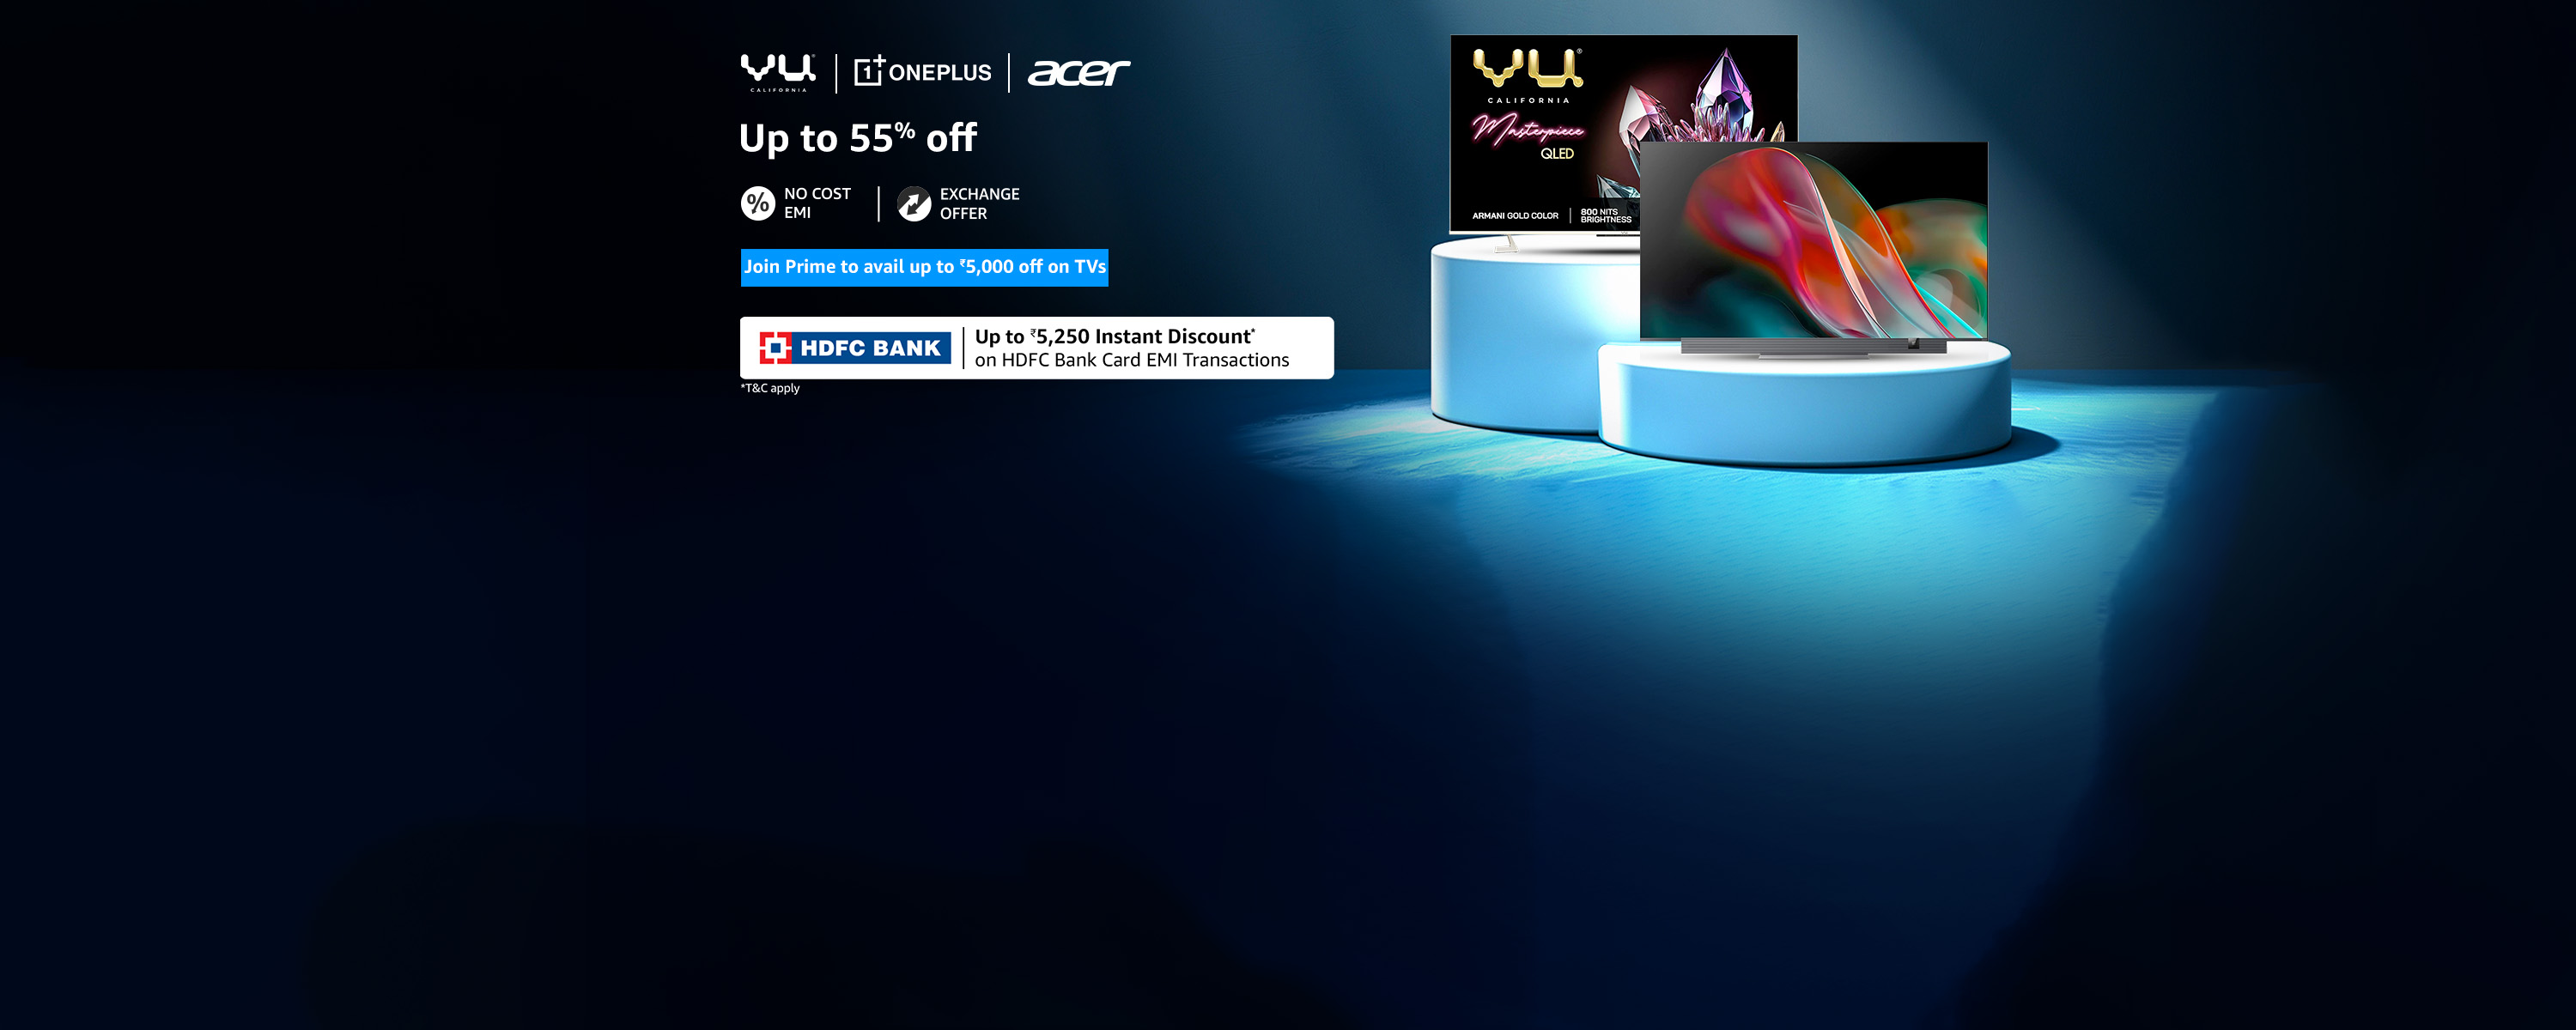 VU
CALIFORNIA
1+ ONEPLUS
acer
Up to 55% off
NO COST
EMI
EXCHANGE
OFFER
Join Prime to avail up to ₹5,000 off on TVs
HDFC BANK
Up to ₹5,250 Instant Discount*
on HDFC Bank Card EMI Transactions
*T&C apply
VU®
CALIFORNIA
Masterpiece
QLED
ARMANI GOLD COLOR
800 NITS
BRIGHTNESS